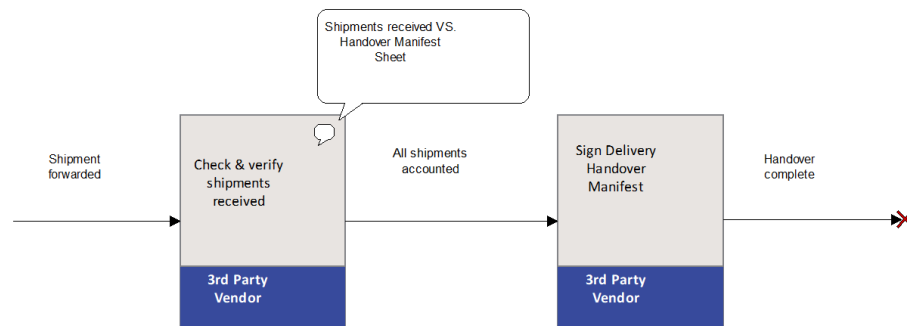 Shipments received VS.
Handover Manifest
Sheet
Shipment
forwarded
Check & verify
shipments
received
3rd Party
Vendor
All shipments
accounted
Sign Delivery
Handover
Manifest
3rd Party
Vendor
Handover
complete